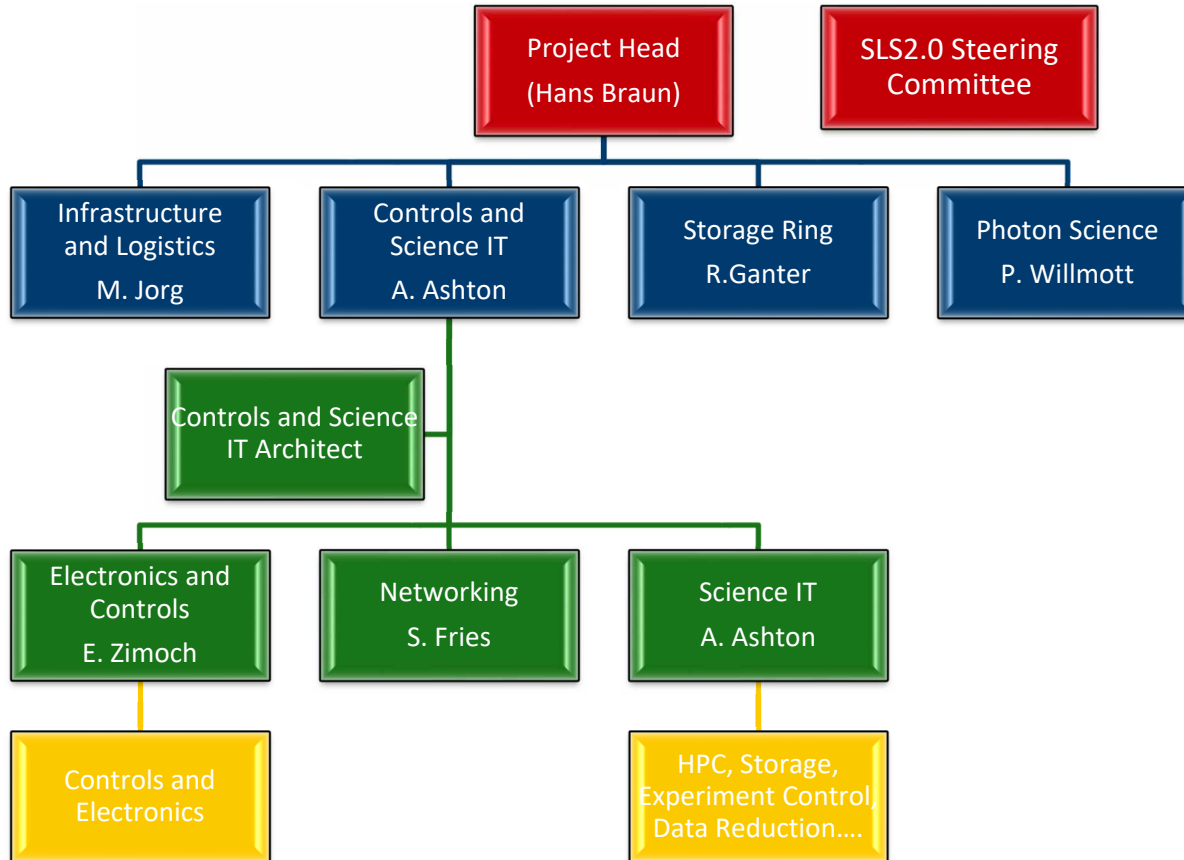 Project Head
(Hans Braun)
SLS2.0 Steering
Committee
Infrastructure
and Logistics
M. Jorg
Controls and
Science IT
A. Ashton
Storage Ring
R.Ganter
Photon Science
P. Willmott
Controls and Science
IT Architect
Electronics and
Controls
E. Zimoch
Networking
S. Fries
Science IT
A. Ashton
Controls and
Electronics
HPC, Storage,
Experiment Control,
Data Reduction....